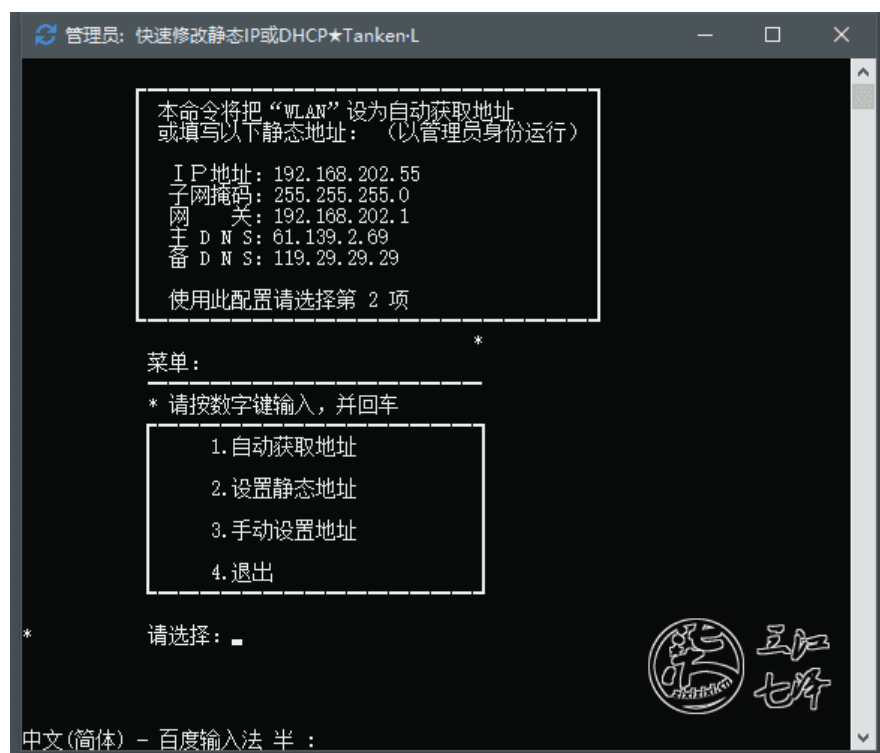 管理员: 快速修改静态IP或DHCP★Tanken·L
本命令将把“WLAN”设为自动获取地址
或填写以下静态地址： （以管理员身份运行）
ＩＰ地址：192.168.202.55
子网掩码：255.255.255.0
网　　关：192.168.202.1
主 D N S：61.139.2.69
备 D N S：119.29.29.29
使用此配置请选择第 2 项
*
菜单：
* 请按数字键输入，并回车
1.自动获取地址
2.设置静态地址
3.手动设置地址
4.退出
* 请选择：
五江
七泽
中文(简体) - 百度输入法 半 :